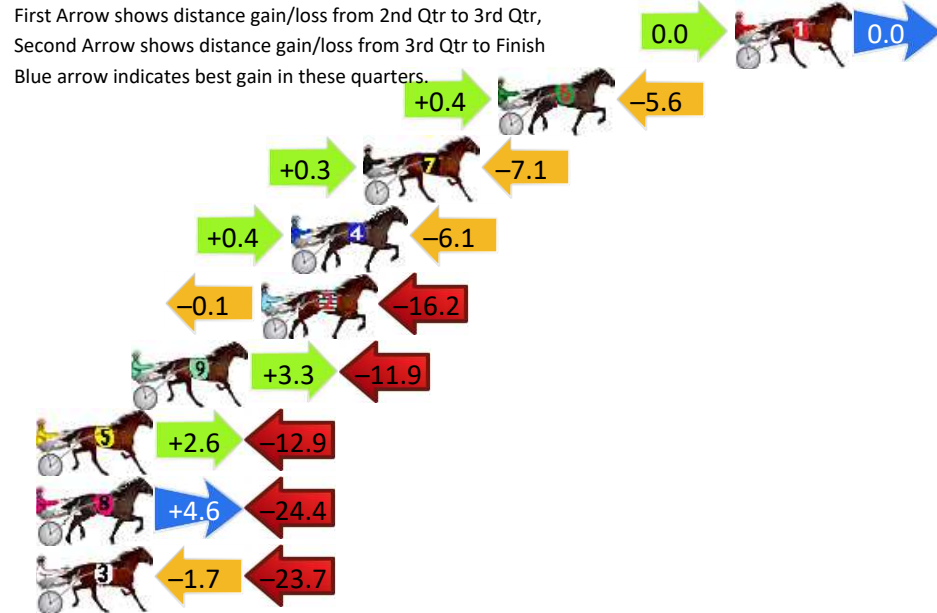 First Arrow shows distance gain/loss from 2nd Qtr to 3rd Qtr,
Second Arrow shows distance gain/loss from 3rd Qtr to Finish
Blue arrow indicates best gain in these quarters.
0.0 1 0.0
+0.4 6 –5.6
+0.3 7 –7.1
+0.4 4 –6.1
–0.1 2 –16.2
9 +3.3 –11.9
5 +2.6 –12.9
8 +4.6 –24.4
3 –1.7 –23.7